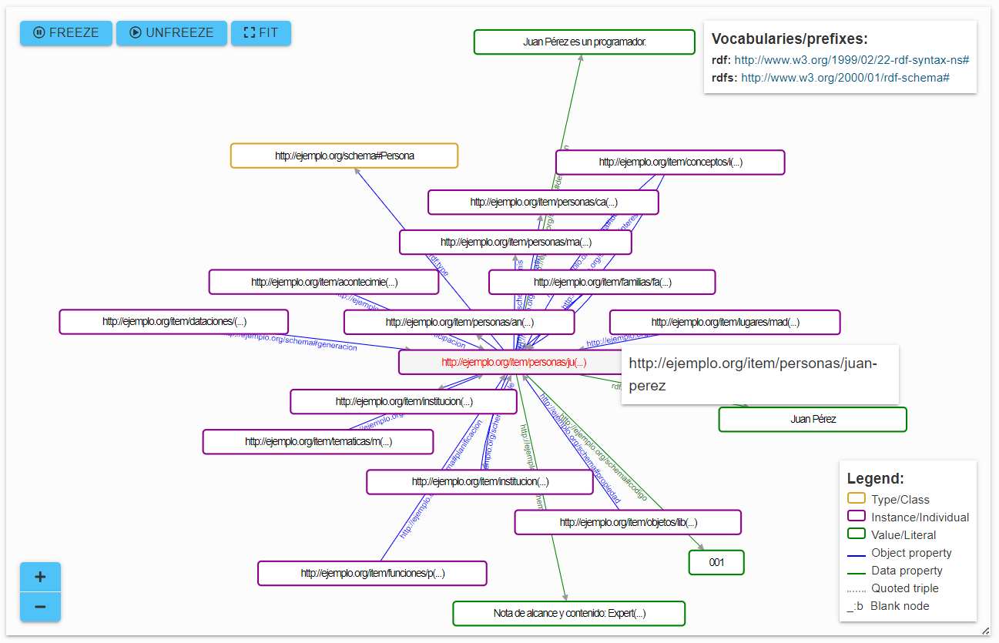 FREEZE
UNFREEZE
FIT
Juan Pérez es un programador.
Vocabularies/prefixes:
rdf: http://www.w3.org/1999/02/22-rdf-syntax-ns#
rdfs: http://www.w3.org/2000/01/rdf-schema#
http://ejemplo.org/schema#Persona
http://ejemplo.org/item/conceptos/i(...)
http://ejemplo.org/item/personas/ca(...)
http://ejemplo.org/item/personas/ma(...)
rdf:type
http://ejemplo.org/item/acontecimie(...)
http://ejemplo.org/item/familias/fa(...)
http://ejemplo.org/item/dataciones/(...)
http://ejemplo.org/item/personas/an(...)
http://ejemplo.org/item/lugares/mad(...)
http://ejemplo.org/schema#generacion
http://ejemplo.org/item/personas/ju(...)
http://ejemplo.org/item/personas/juan-
perez
http://ejemplo.org/item/institucion(...)
Juan Pérez
http://ejemplo.org/item/tematicas/m(...)
http://ejemplo.org/schema#propiedad
http://ejemplo.org/schema#codigo
http://ejemplo.org/item/institucion(...)
http://ejemplo.org/item/objetos/lib(...)
001
http://ejemplo.org/item/funciones/p(...)
Nota de alcance y contenido: Expert(...)
Legend:
Type/Class
Instance/Individual
Value/Literal
Object property
Data property
Quoted triple
_:b Blank node
+
−